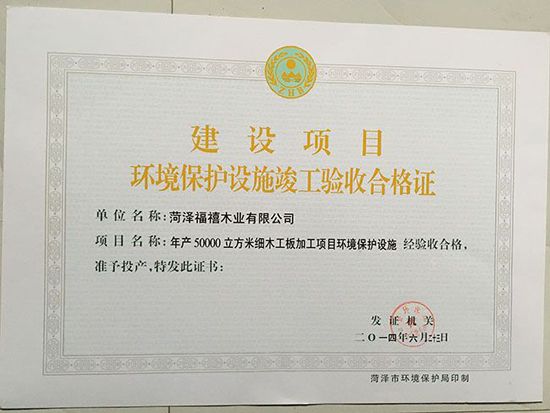 ZHB
建设项目
环境保护设施竣工验收合格证
单位名称:菏泽福禧木业有限公司
项目名称:年产50000立方米细木工板加工项目环境保护设施 经验收合格,
准予投产,特发此证书:
发证机关
二〇一四年六月二十三日
菏泽市环境保护局印制